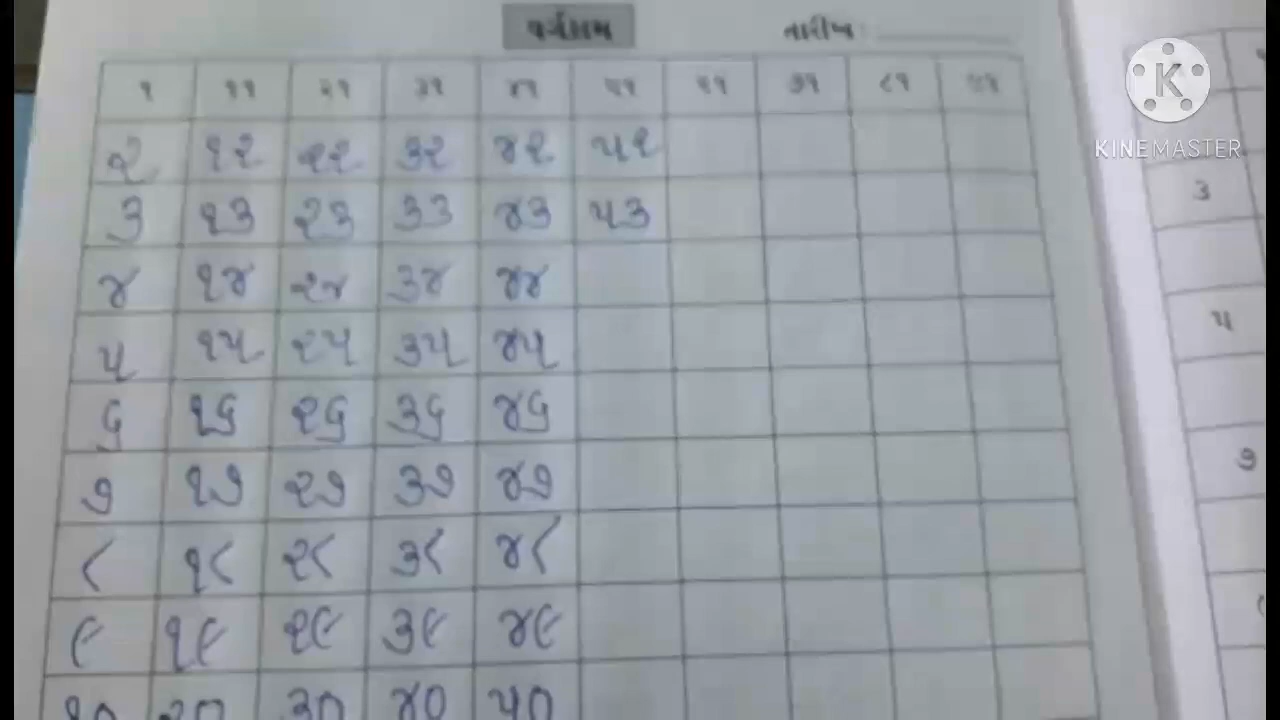 વર્ગકામ તારીખ :
૧ ૧૧ ૨૧ ૩૧ ૪૧ ૫૧ ૬૧ ૭૧ ૮૧ ૯૧
૨ ૧૨ ૨૨ ૩૨ ૪૨ ૫૨
૩ ૧૩ ૨૩ ૩૩ ૪૩ ૫૩
૪ ૧૪ ૨૪ ૩૪ ૪૪
૫ ૧૫ ૨૫ ૩૫ ૪૫
૬ ૧૬ ૨૬ ૩૬ ૪૬
૭ ૧૭ ૨૭ ૩૭ ૪૭
૮ ૧૮ ૨૮ ૩૮ ૪૮
૯ ૧૯ ૨૯ ૩૯ ૪૯
૧૦ ૨૦ ૩૦ ૪૦ ૫૦
K
KINEMASTER
૩
૫
૭